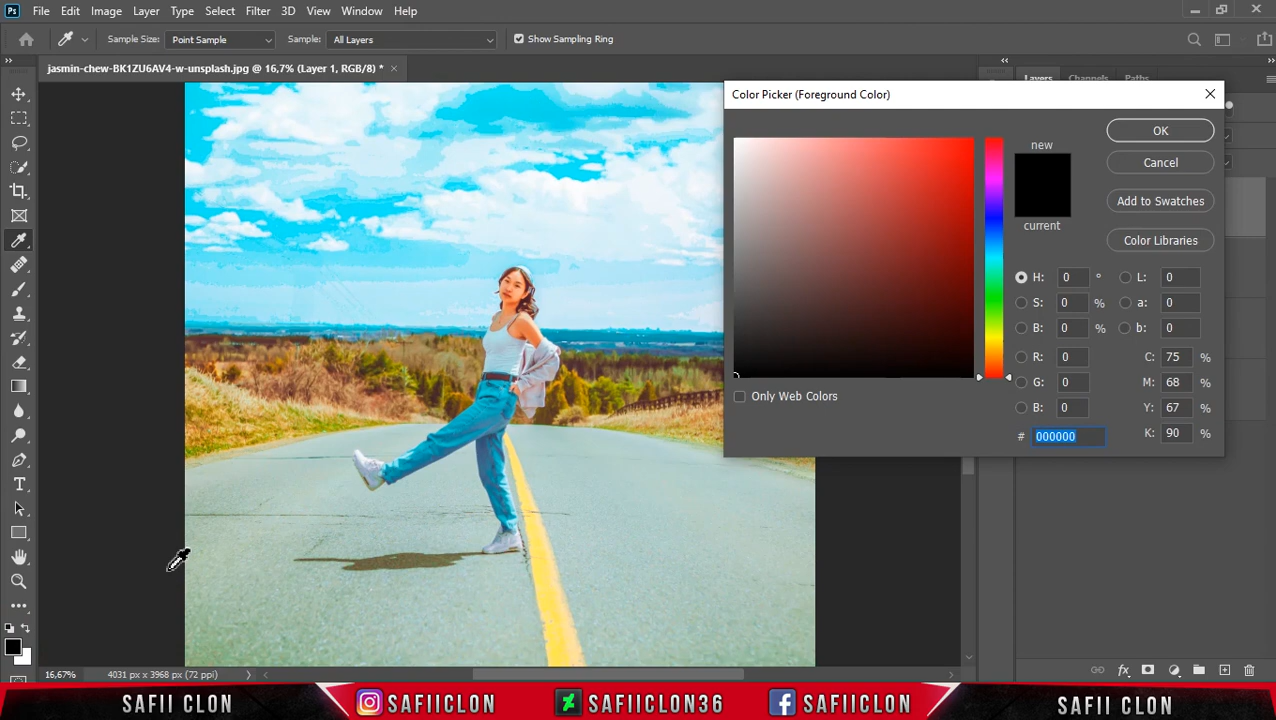 Ps File Edit Image Layer Type Select Filter 3D View Window Help
Sample Size: Point Sample Sample: All Layers Show Sampling Ring
jasmin-chew-BK1ZU6AV4-w-unsplash.jpg @ 16,7% (Layer 1, RGB/8) *
Layers Channels Paths
Color Picker (Foreground Color)
new
current
OK
Cancel
Add to Swatches
Color Libraries
H: 0 ° L: 0
S: 0 % a: 0
B: 0 % b: 0
R: 0 C: 75 %
G: 0 M: 68 %
B: 0 Y: 67 %
# 000000 K: 90 %
Only Web Colors
16,67% 4031 px x 3968 px (72 ppi)
fx
SAFII CLON SAFIICLON SAFIICLON36 SAFIICLON SAFII CLON